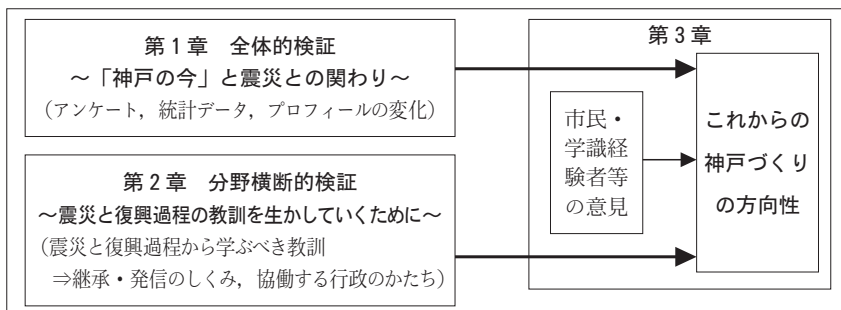 第1章 全体的検証
～「神戸の今」と震災との関わり～
（アンケート，統計データ，プロフィールの変化）
第2章 分野横断的検証
～震災と復興過程の教訓を生かしていくために～
（震災と復興過程から学ぶべき教訓
⇒継承・発信のしくみ，協働する行政のかたち）
第3章
市民・
学識経
験者等
の意見
これからの
神戸づくり
の方向性